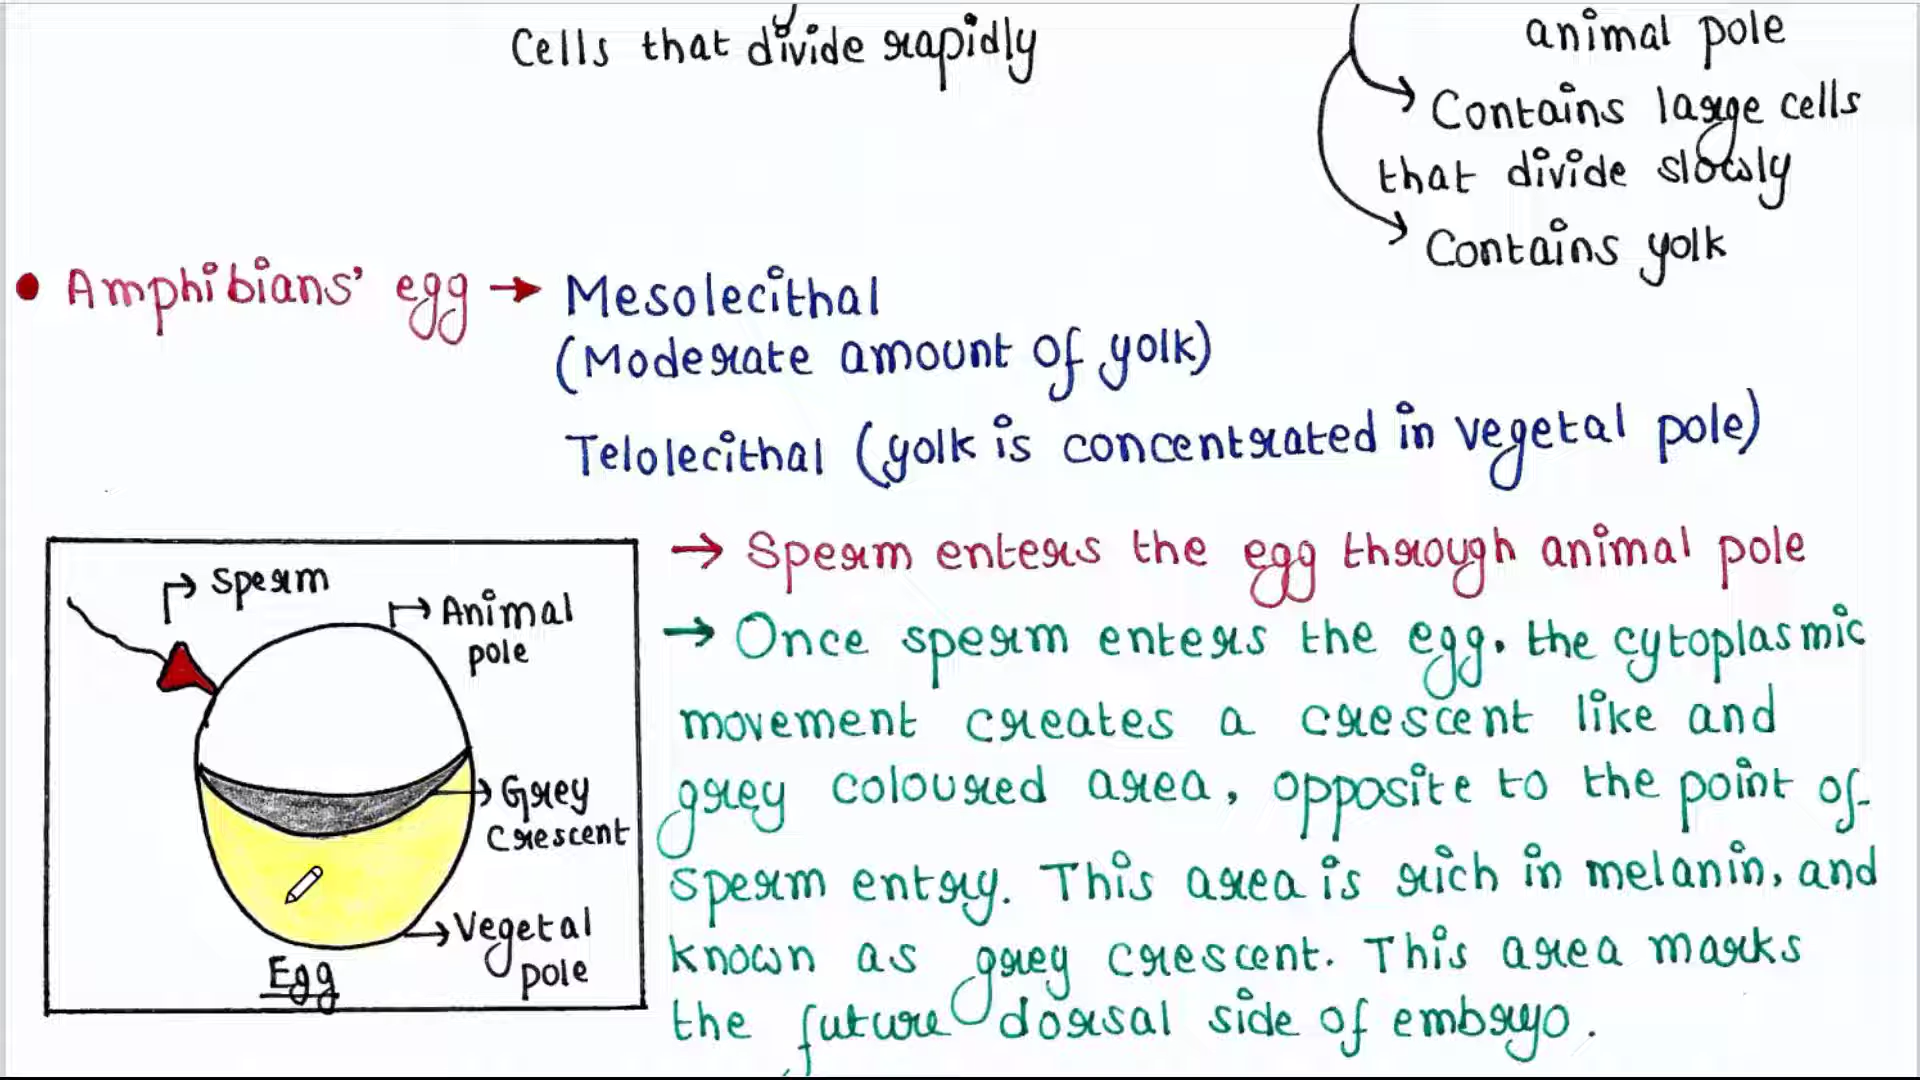 Cells that divide rapidly
animal pole
Contains large cells
that divide slowly
Contains yolk
• Amphibians' egg → Mesolecithal
(Moderate amount of yolk)
Telolecithal (yolk is concentrated in vegetal pole)
Sperm
Animal
pole
Grey
Crescent
Vegetal
pole
Egg
→ Sperm enters the egg through animal pole
→ Once sperm enters the egg. the cytoplasmic
movement creates a crescent like and
grey coloured area, opposite to the point of
sperm entry. This area is rich in melanin, and
known as grey crescent. This area marks
the future dorsal side of embryo.